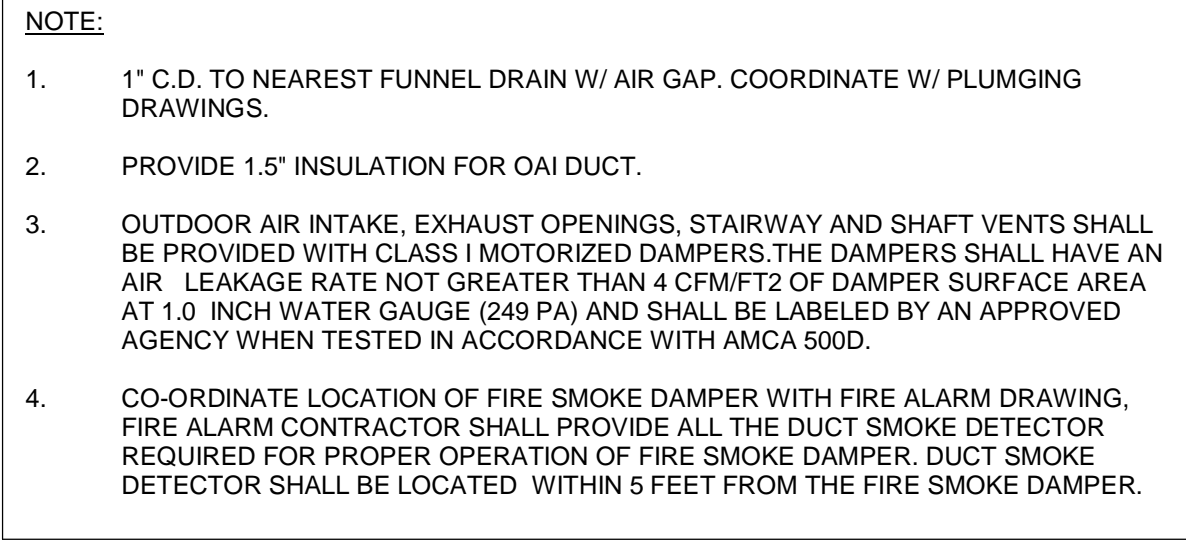 NOTE:
1. 1" C.D. TO NEAREST FUNNEL DRAIN W/ AIR GAP. COORDINATE W/ PLUMGING
DRAWINGS.
2. PROVIDE 1.5" INSULATION FOR OAI DUCT.
3. OUTDOOR AIR INTAKE, EXHAUST OPENINGS, STAIRWAY AND SHAFT VENTS SHALL
BE PROVIDED WITH CLASS I MOTORIZED DAMPERS.THE DAMPERS SHALL HAVE AN
AIR LEAKAGE RATE NOT GREATER THAN 4 CFM/FT2 OF DAMPER SURFACE AREA
AT 1.0 INCH WATER GAUGE (249 PA) AND SHALL BE LABELED BY AN APPROVED
AGENCY WHEN TESTED IN ACCORDANCE WITH AMCA 500D.
4. CO-ORDINATE LOCATION OF FIRE SMOKE DAMPER WITH FIRE ALARM DRAWING,
FIRE ALARM CONTRACTOR SHALL PROVIDE ALL THE DUCT SMOKE DETECTOR
REQUIRED FOR PROPER OPERATION OF FIRE SMOKE DAMPER. DUCT SMOKE
DETECTOR SHALL BE LOCATED WITHIN 5 FEET FROM THE FIRE SMOKE DAMPER.